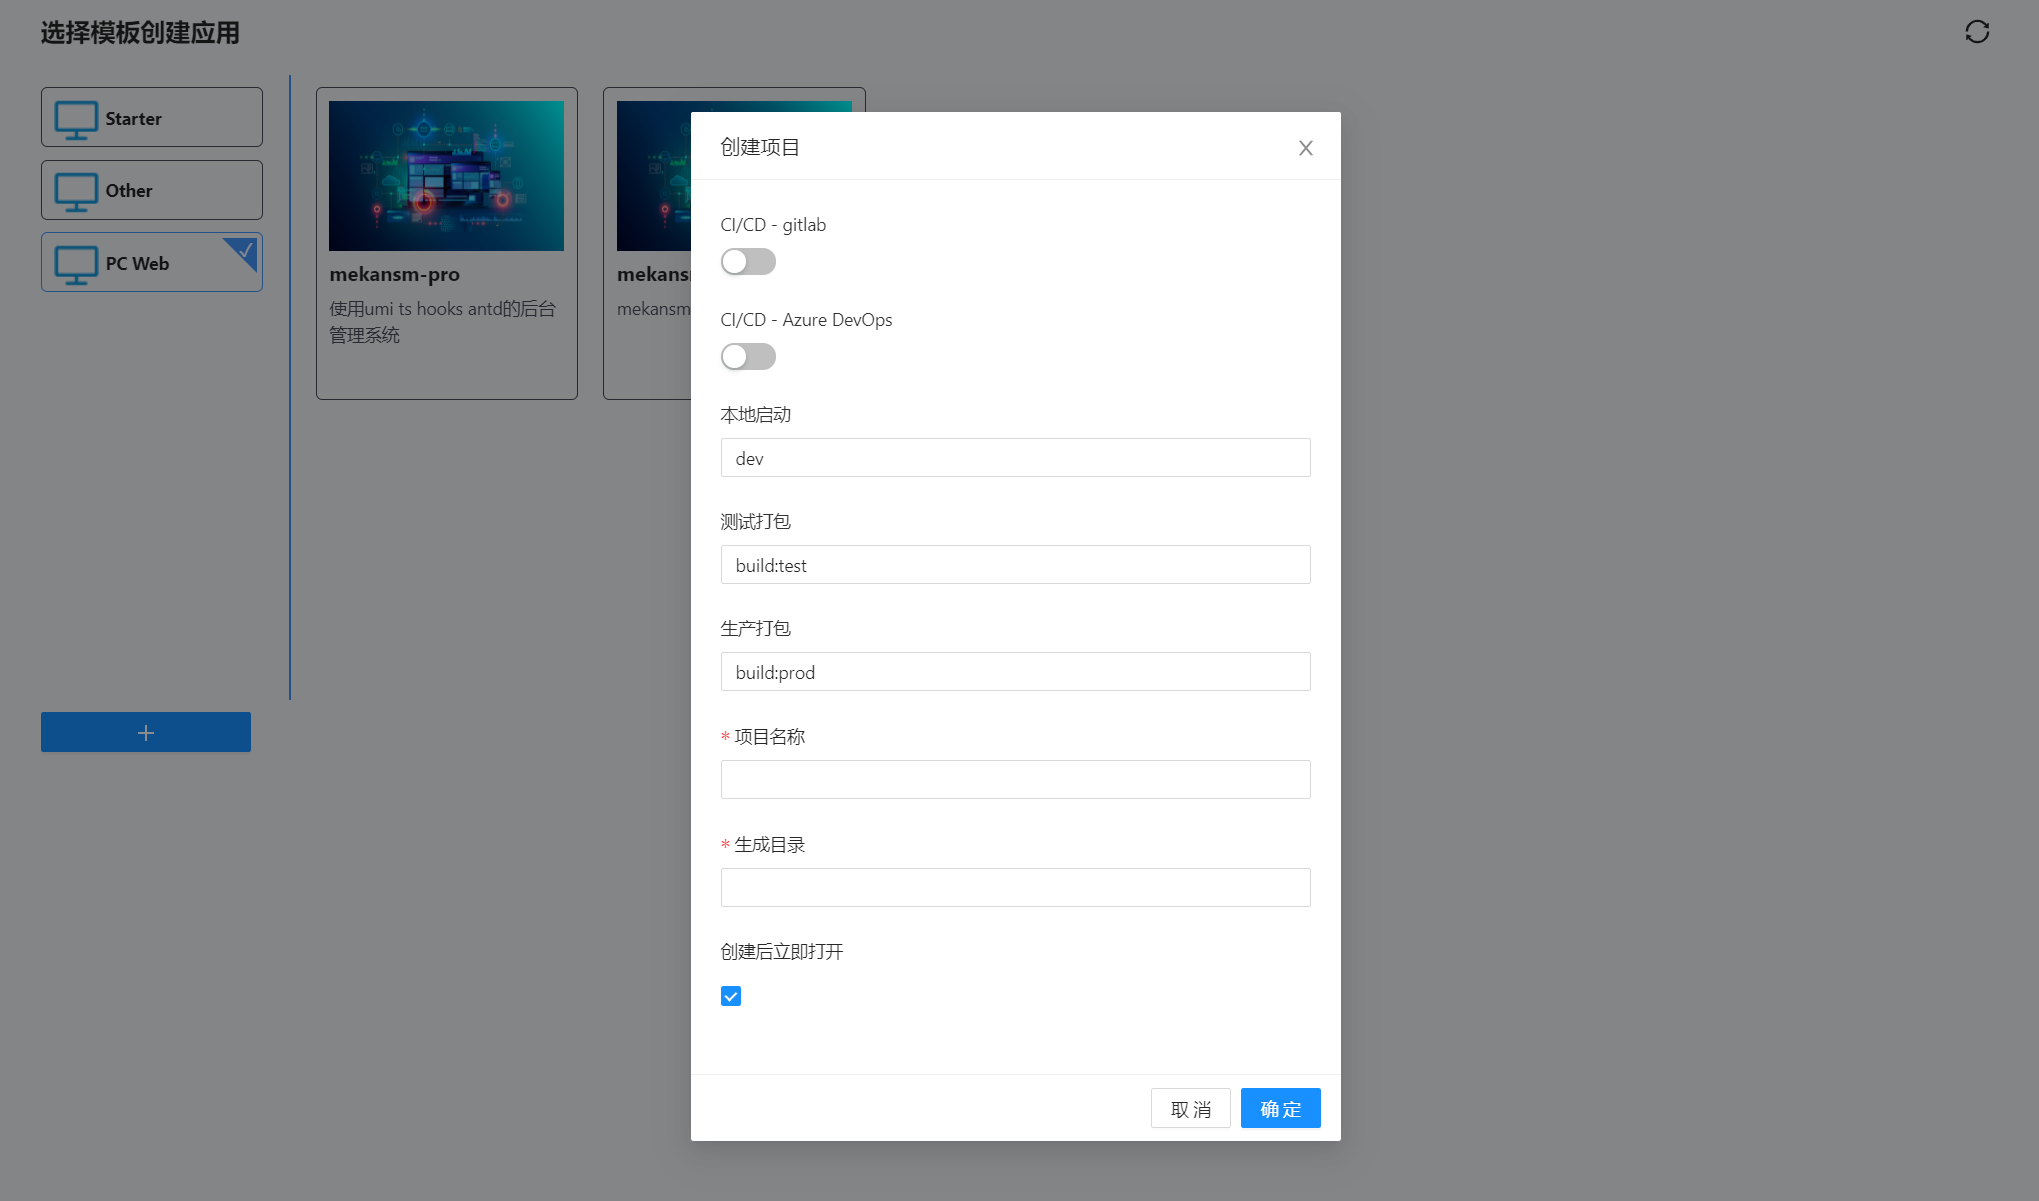 选择模板创建应用
Starter
Other
PC Web
mekansm-pro
使用umi ts hooks antd的后台
管理系统
mekansm
创建项目
CI/CD - gitlab
CI/CD - Azure DevOps
本地启动
dev
测试打包
build:test
生产打包
build:prod
* 项目名称
* 生成目录
创建后立即打开
取 消
确 定